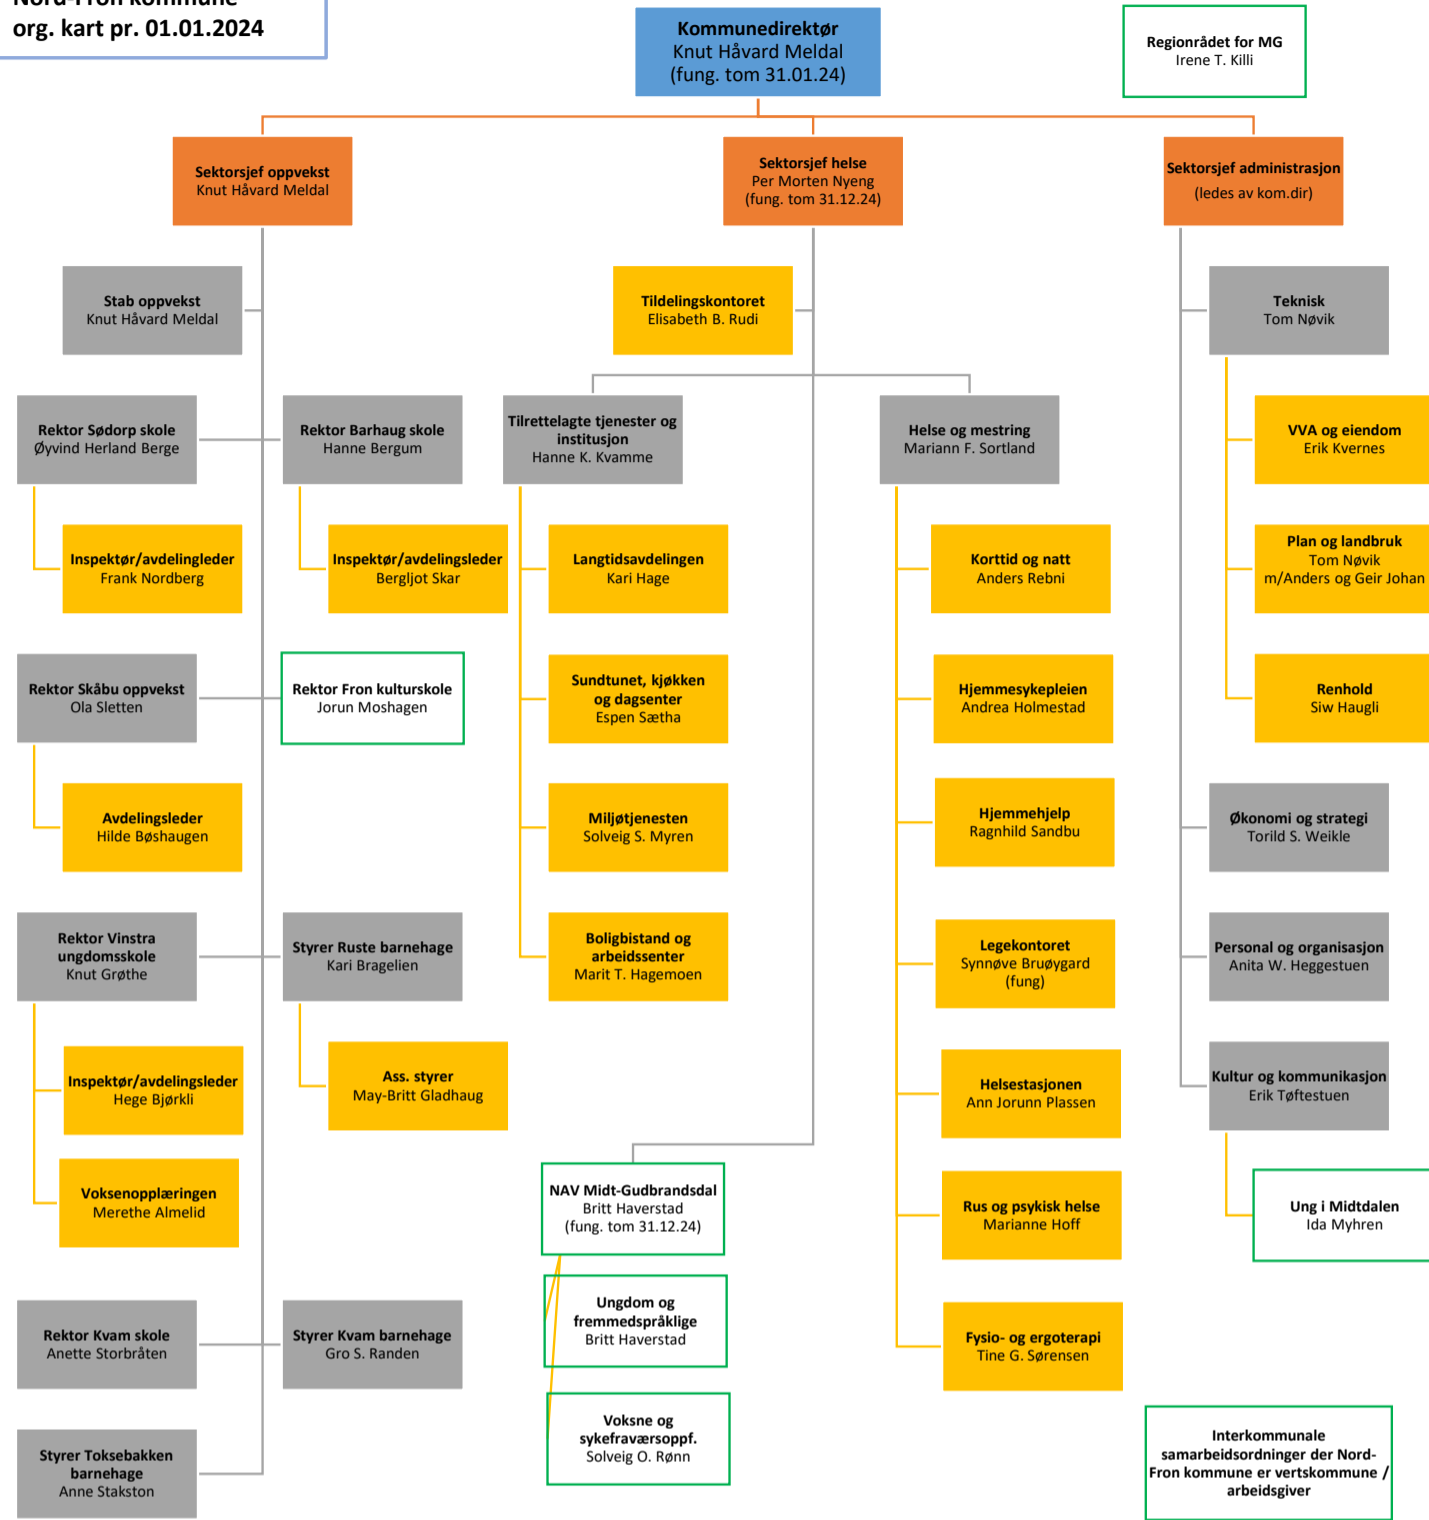 Nord-Fron kommune
org. kart pr. 01.01.2024
Kommunedirektør
Knut Håvard Meldal
(fung. tom 31.01.24)
Regionrådet for MG
Irene T. Killi
Sektorsjef oppvekst
Knut Håvard Meldal
Sektorsjef helse
Per Morten Nyeng
(fung. tom 31.12.24)
Sektorsjef administrasjon
(ledes av kom.dir)
Stab oppvekst
Knut Håvard Meldal
Tildelingskontoret
Elisabeth B. Rudi
Teknisk
Tom Nøvik
Rektor Sødorp skole
Øyvind Herland Berge
Rektor Barhaug skole
Hanne Bergum
Tilrettelagte tjenester og
institusjon
Hanne K. Kvamme
Helse og mestring
Mariann F. Sortland
VVA og eiendom
Erik Kvernes
Inspektør/avdelingleder
Frank Nordberg
Inspektør/avdelingsleder
Bergljot Skar
Langtidsavdelingen
Kari Hage
Korttid og natt
Anders Rebni
Plan og landbruk
Tom Nøvik
m/Anders og Geir Johan
Rektor Skåbu oppvekst
Ola Sletten
Rektor Fron kulturskole
Jorun Moshagen
Sundtunet, kjøkken
og dagsenter
Espen Sætha
Hjemmesykepleien
Andrea Holmestad
Renhold
Siw Haugli
Avdelingsleder
Hilde Bøshaugen
Miljøtjenesten
Solveig S. Myren
Hjemmehjelp
Ragnhild Sandbu
Økonomi og strategi
Torild S. Weikle
Rektor Vinstra
ungdomsskole
Knut Grøthe
Styrer Ruste barnehage
Kari Bragelien
Boligbistand og
arbeidssenter
Marit T. Hagemoen
Legekontoret
Synnøve Bruøygard
(fung)
Personal og organisasjon
Anita W. Heggestuen
Inspektør/avdelingsleder
Hege Bjørkli
Ass. styrer
May-Britt Gladhaug
Helsestasjonen
Ann Jorunn Plassen
Kultur og kommunikasjon
Erik Tøftestuen
Voksenopplæringen
Merethe Almelid
NAV Midt-Gudbrandsdal
Britt Haverstad
(fung. tom 31.12.24)
Rus og psykisk helse
Marianne Hoff
Ung i Midtdalen
Ida Myhren
Ungdom og
fremmedspråklige
Britt Haverstad
Rektor Kvam skole
Anette Storbråten
Styrer Kvam barnehage
Gro S. Randen
Fysio- og ergoterapi
Tine G. Sørensen
Voksne og
sykefraværsoppf.
Solveig O. Rønn
Styrer Toksebakken
barnehage
Anne Stakston
Interkommunale
samarbeidsordninger der Nord-
Fron kommune er vertskommune /
arbeidsgiver